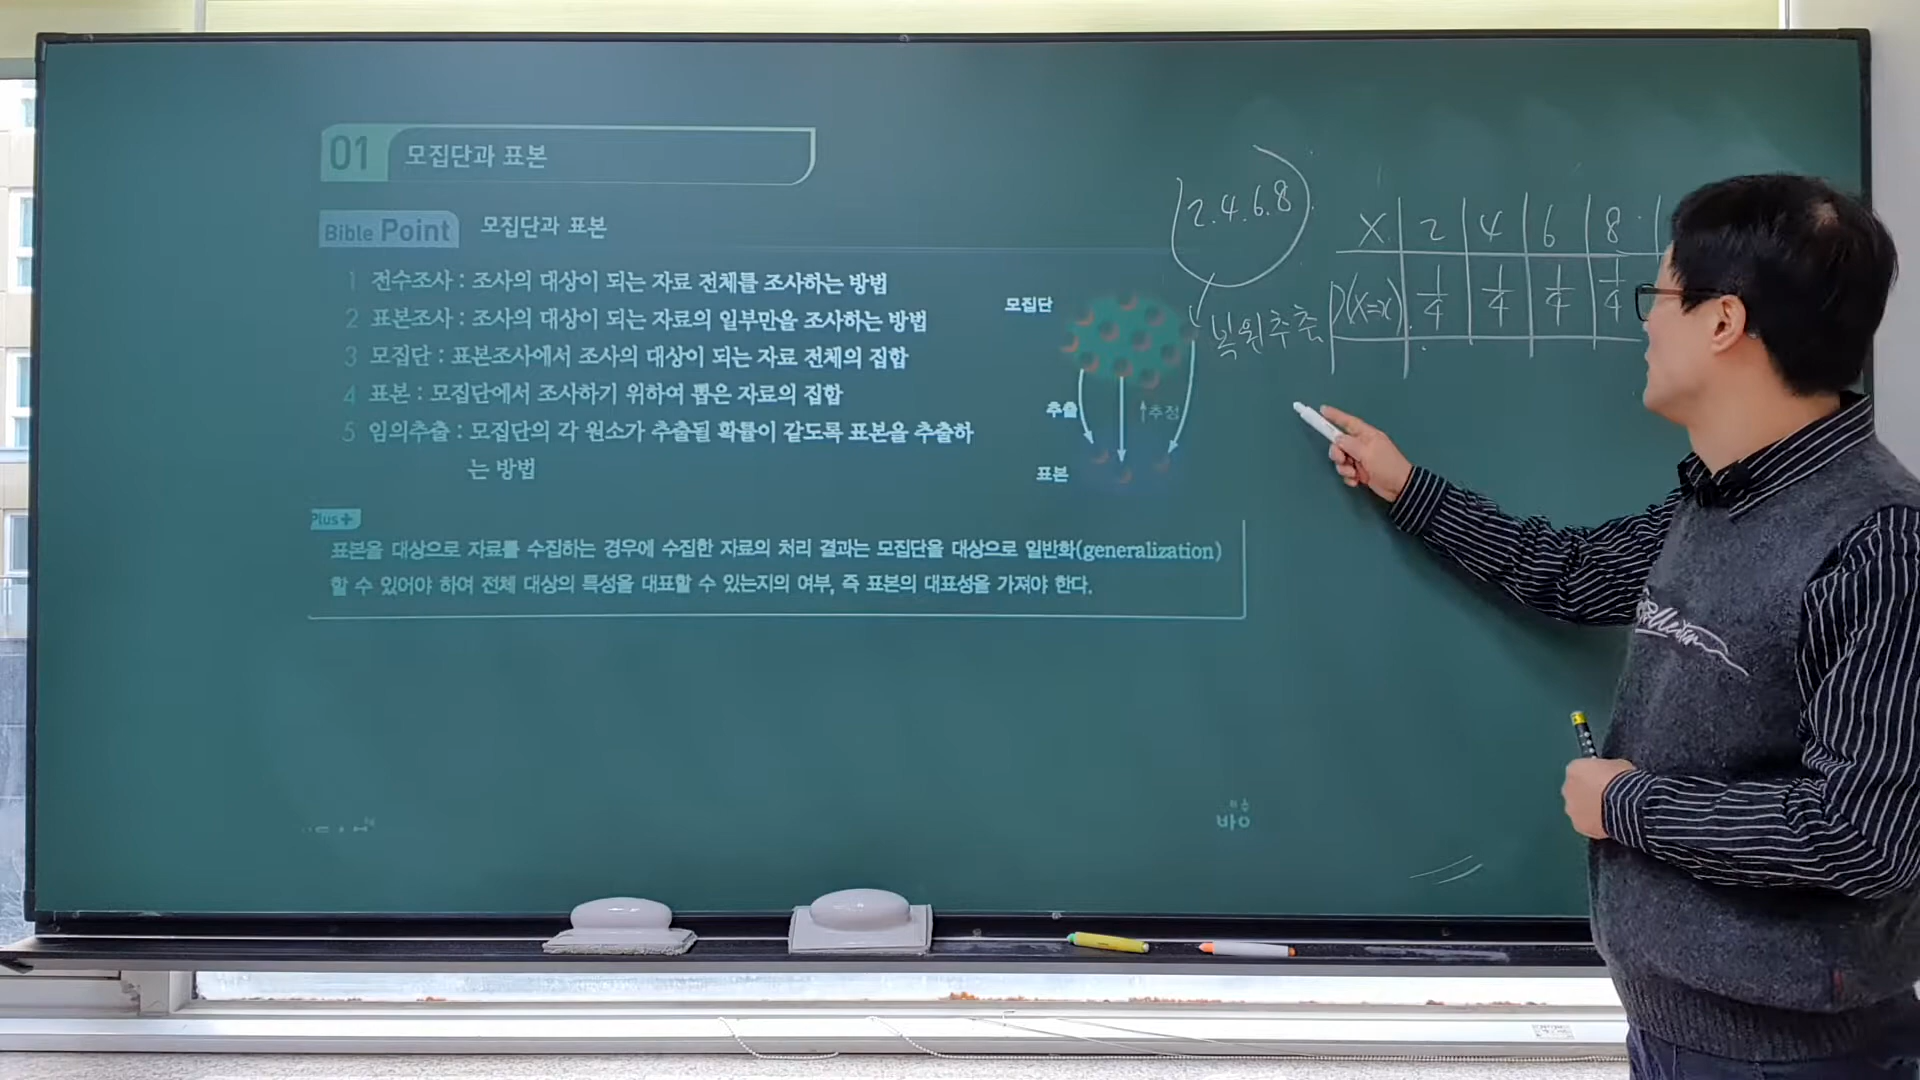 01 모집단과 표본
Bible Point 모집단과 표본
1 전수조사 : 조사의 대상이 되는 자료 전체를 조사하는 방법
2 표본조사 : 조사의 대상이 되는 자료의 일부만을 조사하는 방법
3 모집단 : 표본조사에서 조사의 대상이 되는 자료 전체의 집합
4 표본 : 모집단에서 조사하기 위하여 뽑은 자료의 집합
5 임의추출 : 모집단의 각 원소가 추출될 확률이 같도록 표본을 추출하
는 방법
모집단
추출
추정
표본
Plus+
표본을 대상으로 자료를 수집하는 경우에 수집한 자료의 처리 결과는 모집단을 대상으로 일반화(generalization)
할 수 있어야 하며 전체 대상의 특성을 대표할 수 있는지의 여부, 즉 표본의 대표성을 가져야 한다.
2.4.6.8
복원추출
X 2 4 6 8
P(X=x) 1/4 1/4 1/4 1/4